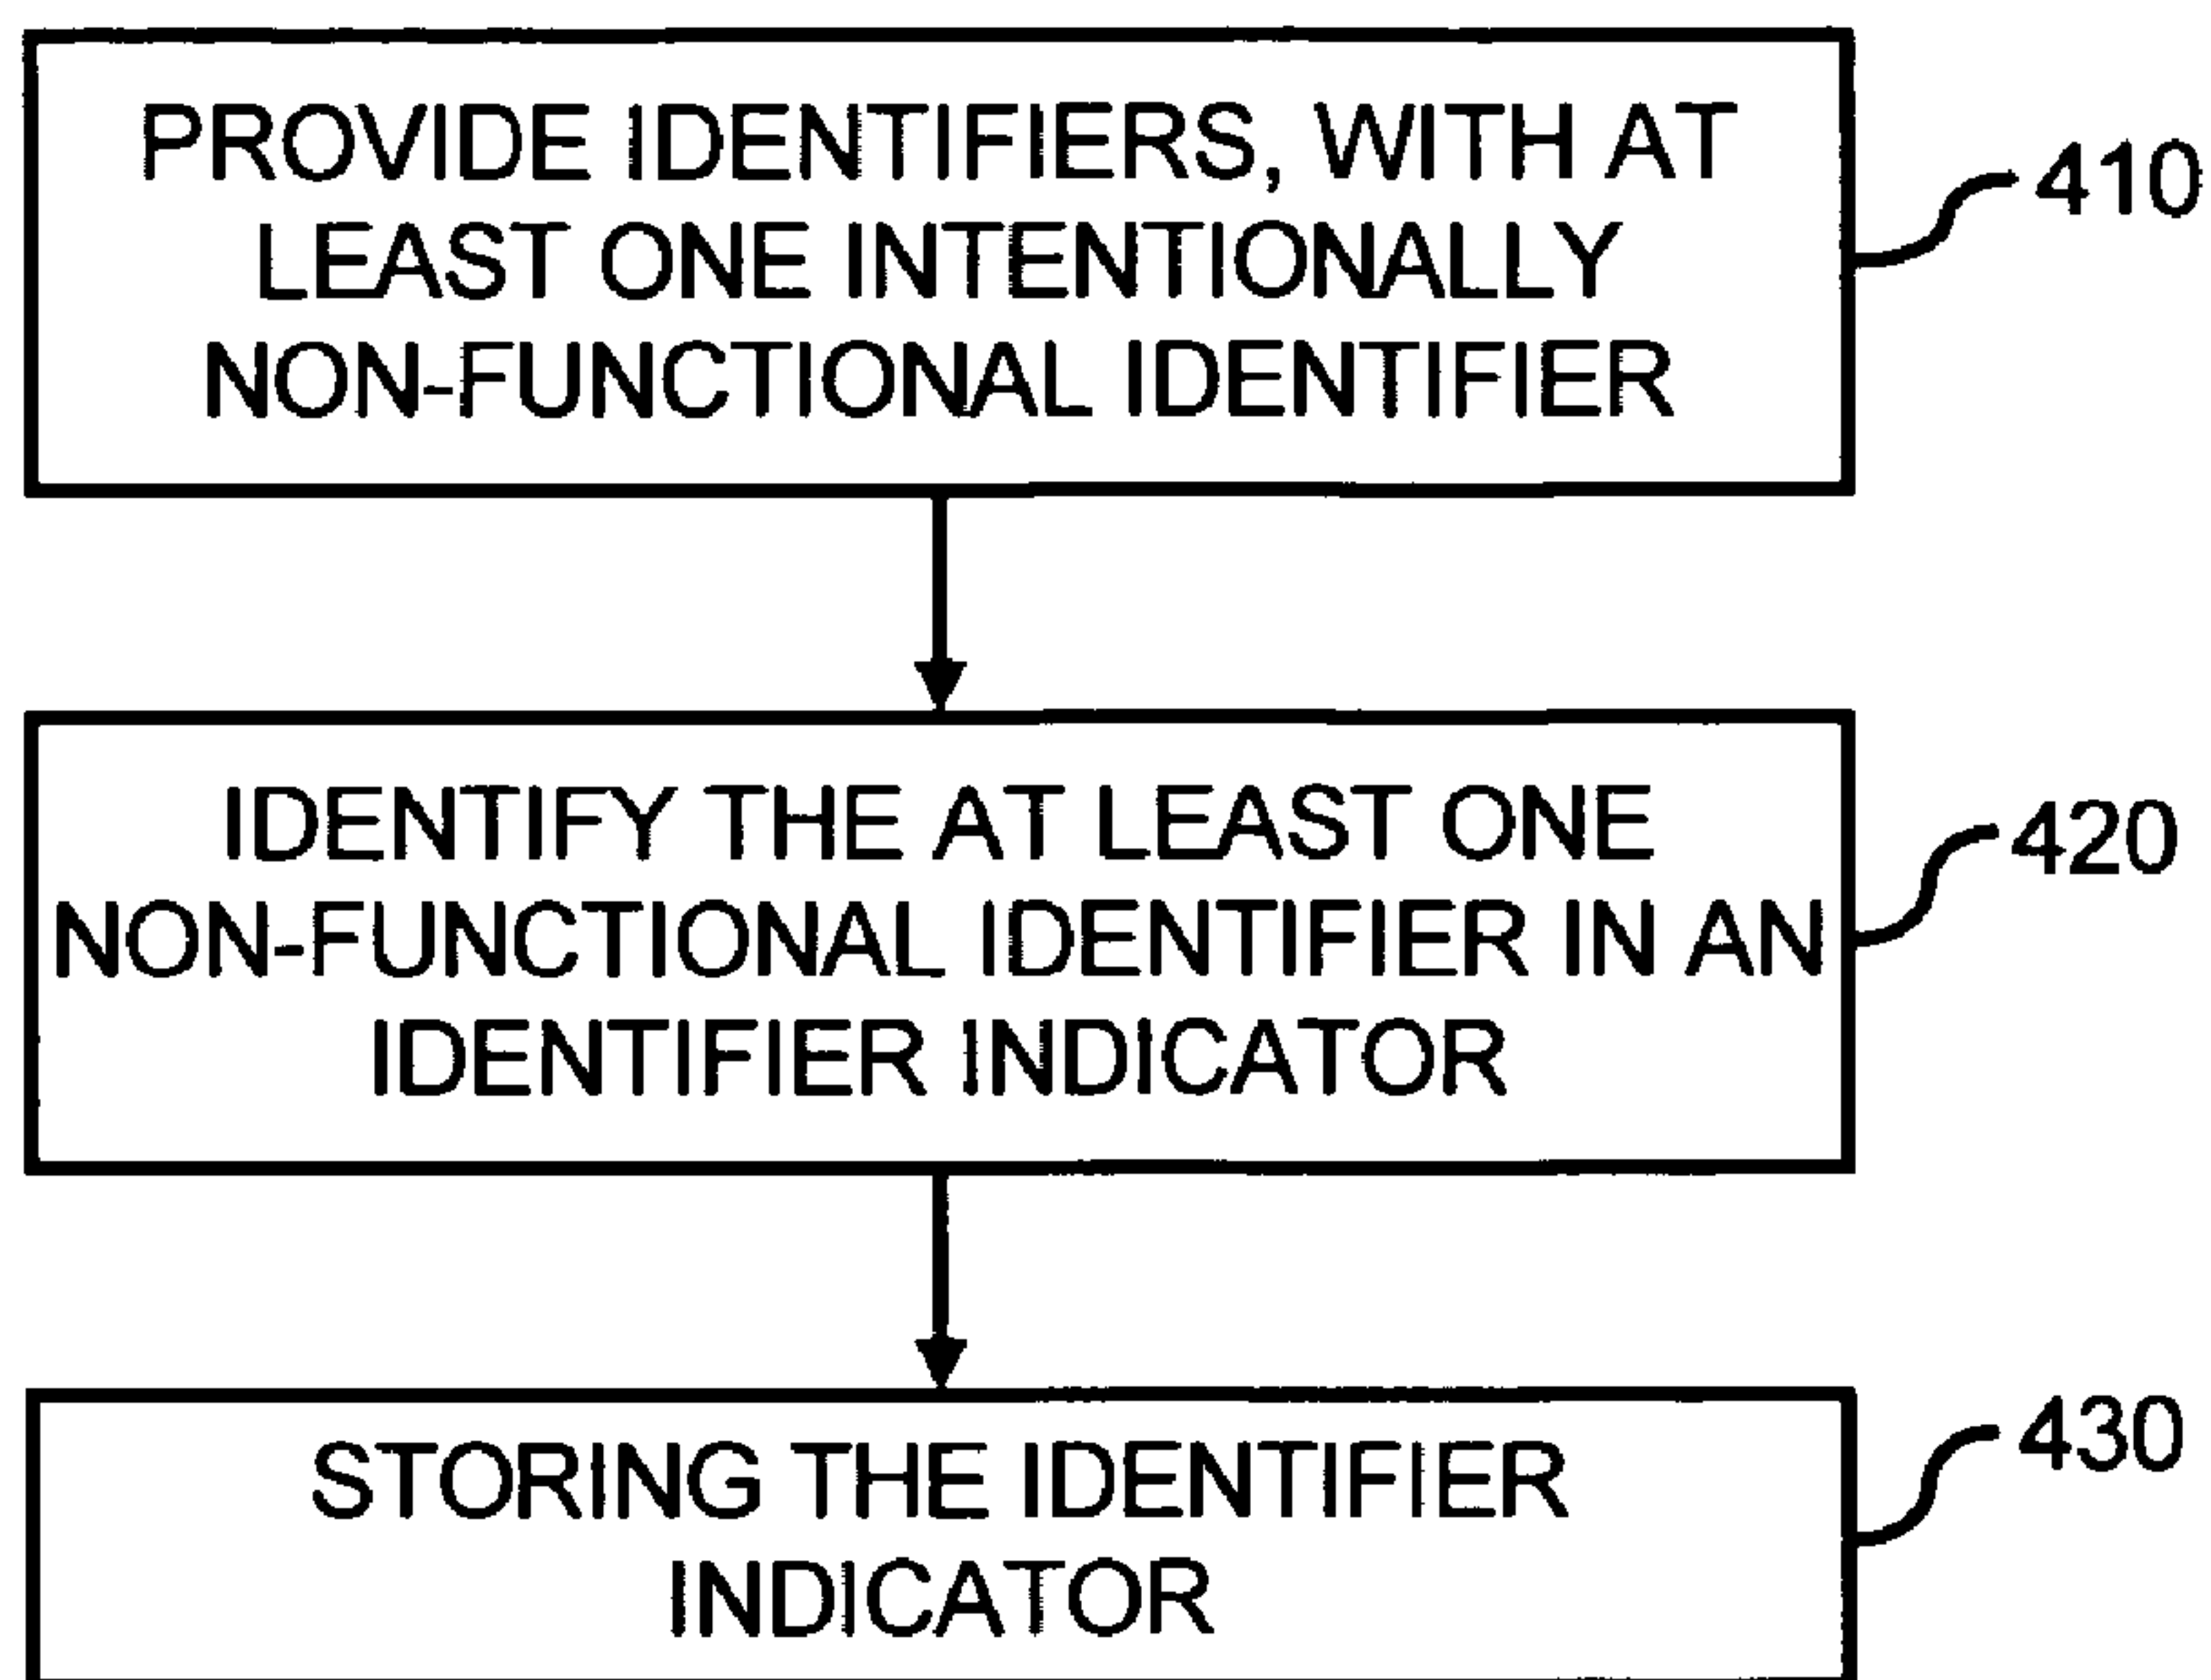 PROVIDE IDENTIFIERS, WITH AT
LEAST ONE INTENTIONALLY
NON-FUNCTIONAL IDENTIFIER
410
IDENTIFY THE AT LEAST ONE
NON-FUNCTIONAL IDENTIFIER IN AN
IDENTIFIER INDICATOR
420
STORING THE IDENTIFIER
INDICATOR
430